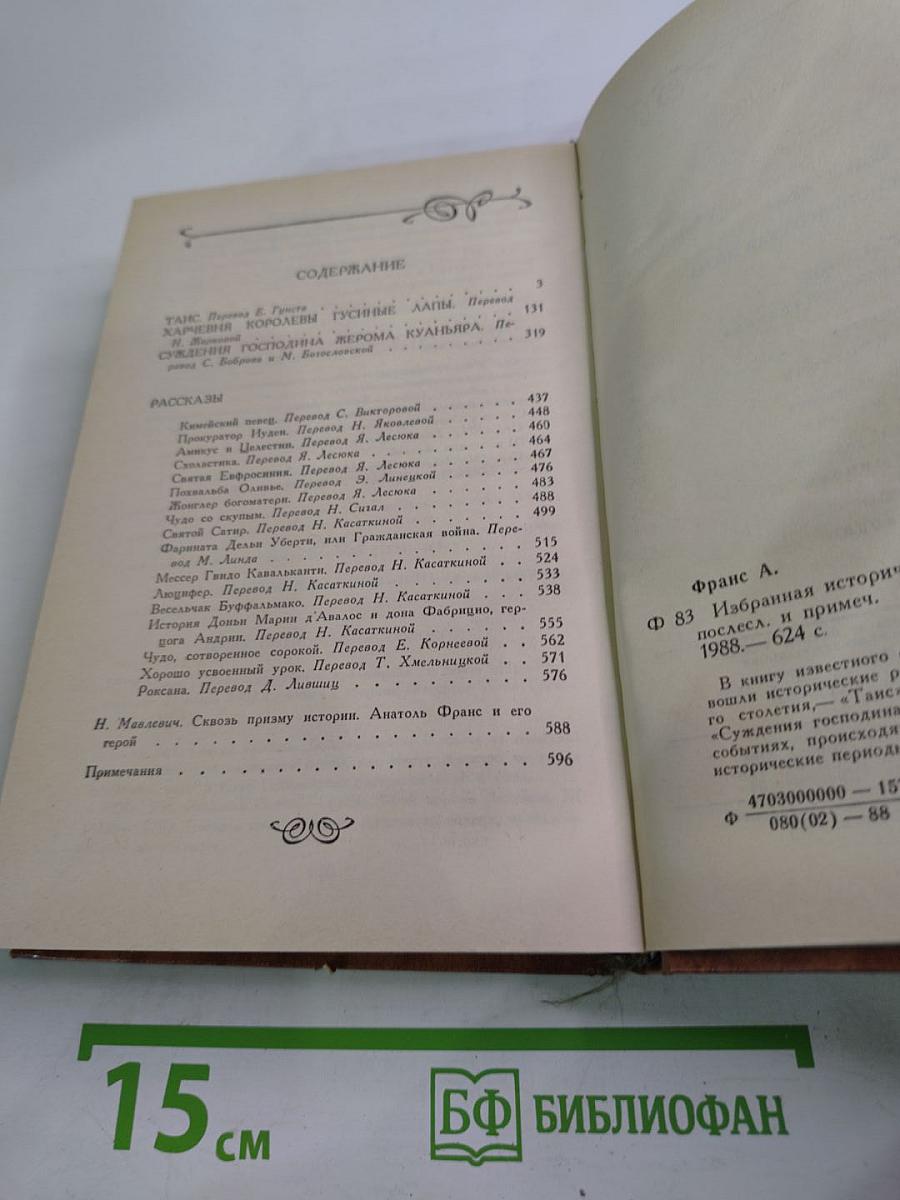 СОДЕРЖАНИЕ
ТАИС. Перевод Е. Гунста . . . . . . . . . . . 3
ХАРЧЕВНЯ КОРОЛЕВЫ ГУСИНЫЕ ЛАПЫ. Перевод
Н. Жарковой . . . . . . . . . . . . . . . 131
СУЖДЕНИЯ ГОСПОДИНА ЖЕРОМА КУАНЬЯРА. Пе-
ревод С. Боброва и М. Богословской . . . . . . . . 319
РАССКАЗЫ
Кимейский певец. Перевод С. Викторовой . . . . . . 437
Прокуратор Иудеи. Перевод Н. Яковлевой . . . . . 448
Амикус и Целестин. Перевод Я. Лесюка . . . . . . 460
Схоластика. Перевод Я. Лесюка . . . . . . . . . 464
Святая Евфросиния. Перевод Я. Лесюка . . . . . . 467
Похвальба Оливье. Перевод Э. Линецкой . . . . . 476
Жонглер богоматери. Перевод Я. Лесюка . . . . . . 483
Чудо со скупым. Перевод Н. Сигал . . . . . . . . 488
Святой Сатир. Перевод Н. Касаткиной . . . . . . . 499
Фарината Дельи Уберти, или Гражданская война. Пере-
вод М. Линда . . . . . . . . . . . . . . 515
Мессер Гвидо Кавальканти. Перевод Н. Касаткиной . . 524
Люцифер. Перевод Н. Касаткиной . . . . . . . . 533
Весельчак Буффальмако. Перевод Н. Касаткиной . . . 538
История Доньи Марии д'Авалос и дона Фабрицио, гер-
цога Андрии. Перевод Н. Касаткиной . . . . . . 555
Чудо, сотворенное сорокой. Перевод Е. Корнеевой . . 562
Хорошо усвоенный урок. Перевод Т. Хмельницкой . . 571
Роксана. Перевод Д. Лившиц . . . . . . . . . . 576
Н. Мавлевич. Сквозь призму истории. Анатоль Франс и его
герой . . . . . . . . . . . . . . . . . . . 588
Примечания . . . . . . . . . . . . . . . . . . 596
Франс А.
Ф 83 Избранная историч
послесл. и примеч.
1988.— 624 с.
В книгу известного
вошли исторические р
го столетия,— «Таис»
«Суждения господина
событиях, происходя
исторические период
Ф 4703000000 — 15
080(02) — 88
15 см
БФ БИБЛИОФАН